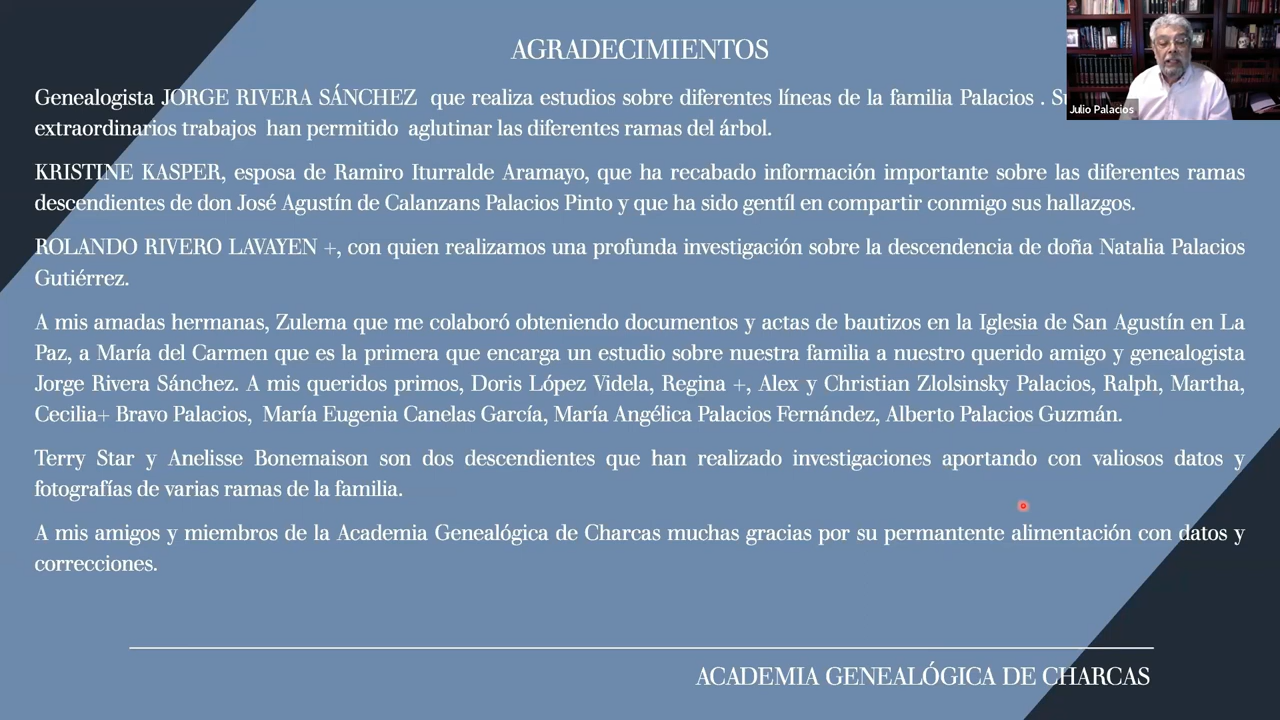 AGRADECIMIENTOS
Genealogista JORGE RIVERA SÁNCHEZ que realiza estudios sobre diferentes líneas de la familia Palacios .
extraordinarios trabajos han permitido aglutinar las diferentes ramas del árbol.
KRISTINE KASPER, esposa de Ramiro Iturralde Aramayo, que ha recabado información importante sobre las diferentes ramas
descendientes de don José Agustín de Calanzans Palacios Pinto y que ha sido gentíl en compartir conmigo sus hallazgos.
ROLANDO RIVERO LAVAYEN +, con quien realizamos una profunda investigación sobre la descendencia de doña Natalia Palacios
Gutiérrez.
A mis amadas hermanas, Zulema que me colaboró obteniendo documentos y actas de bautizos en la Iglesia de San Agustín en La
Paz, a María del Carmen que es la primera que encarga un estudio sobre nuestra familia a nuestro querido amigo y genealogista
Jorge Rivera Sánchez. A mis queridos primos, Doris López Videla, Regina +, Alex y Christian Zlolsinsky Palacios, Ralph, Martha,
Cecilia+ Bravo Palacios, María Eugenia Canelas García, María Angélica Palacios Fernández, Alberto Palacios Guzmán.
Terry Star y Anelisse Bonemaison son dos descendientes que han realizado investigaciones aportando con valiosos datos y
fotografías de varias ramas de la familia.
A mis amigos y miembros de la Academia Genealógica de Charcas muchas gracias por su permantente alimentación con datos y
correcciones.
ACADEMIA GENEALÓGICA DE CHARCAS
Julio Palacios